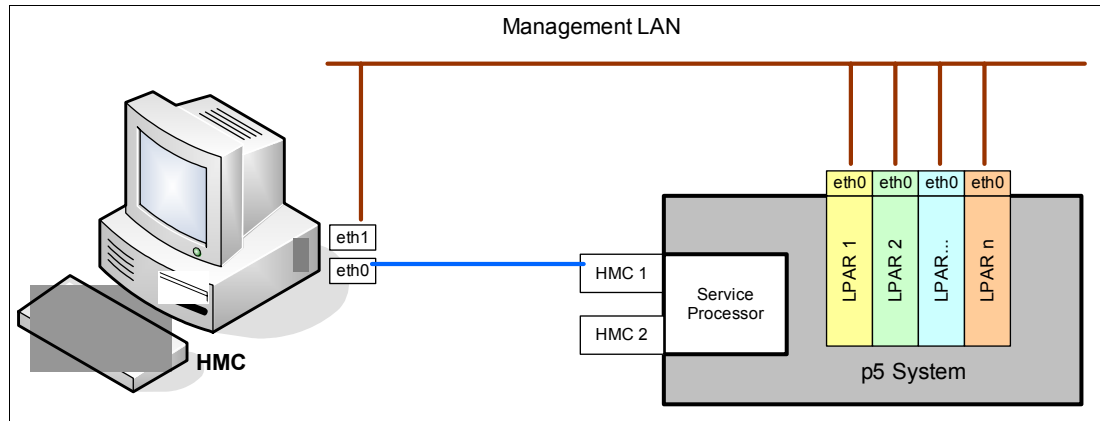 Management LAN
eth0 eth0 eth0 eth0
eth1
eth0
HMC 1
HMC 2
Service
Processor
LPAR 1
LPAR 2
LPAR...
LPAR n
p5 System
HMC